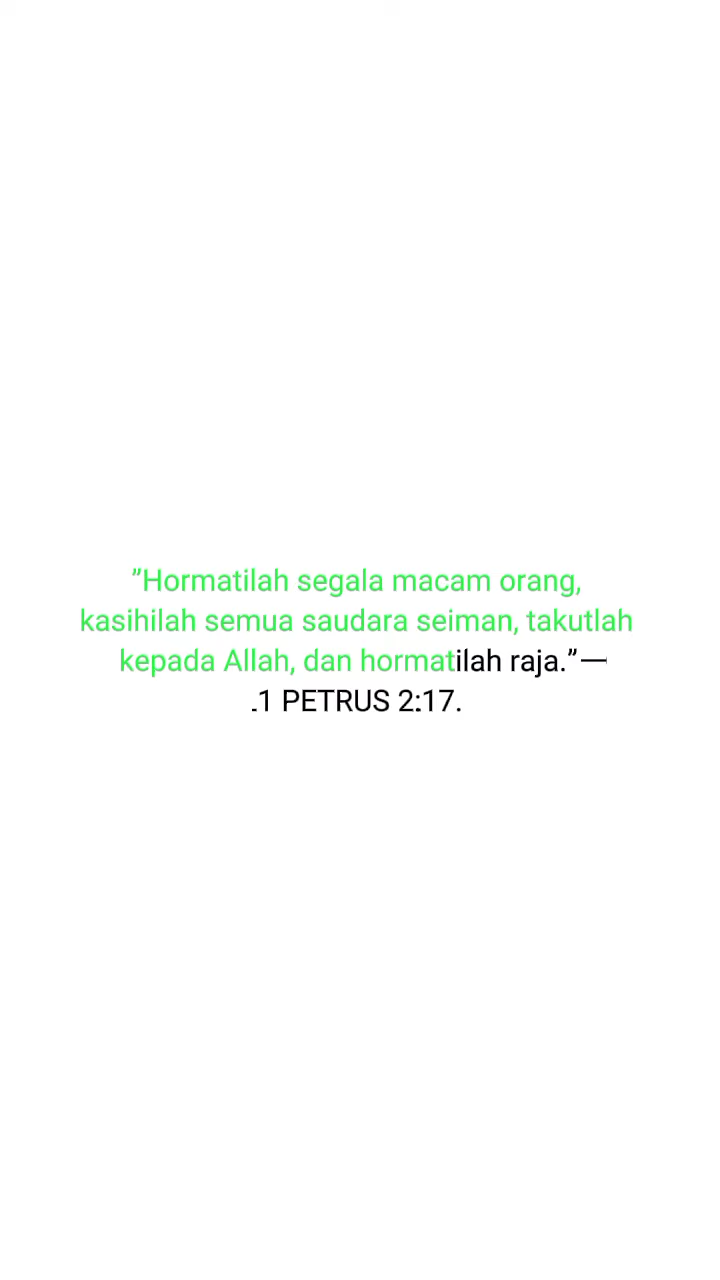 ”Hormatilah segala macam orang,
kasihilah semua saudara seiman, takutlah
kepada Allah, dan hormatilah raja.”—
1 PETRUS 2:17.